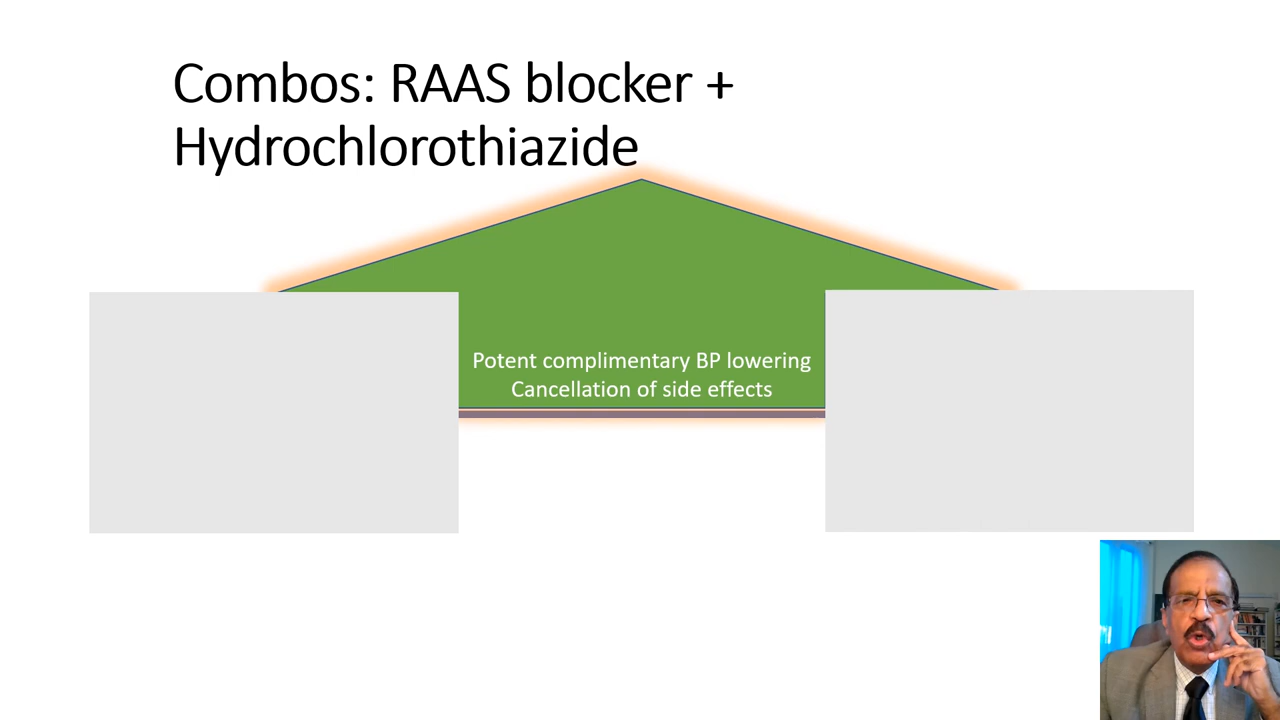 Combos: RAAS blocker +
Hydrochlorothiazide
Potent complimentary BP lowering
Cancellation of side effects